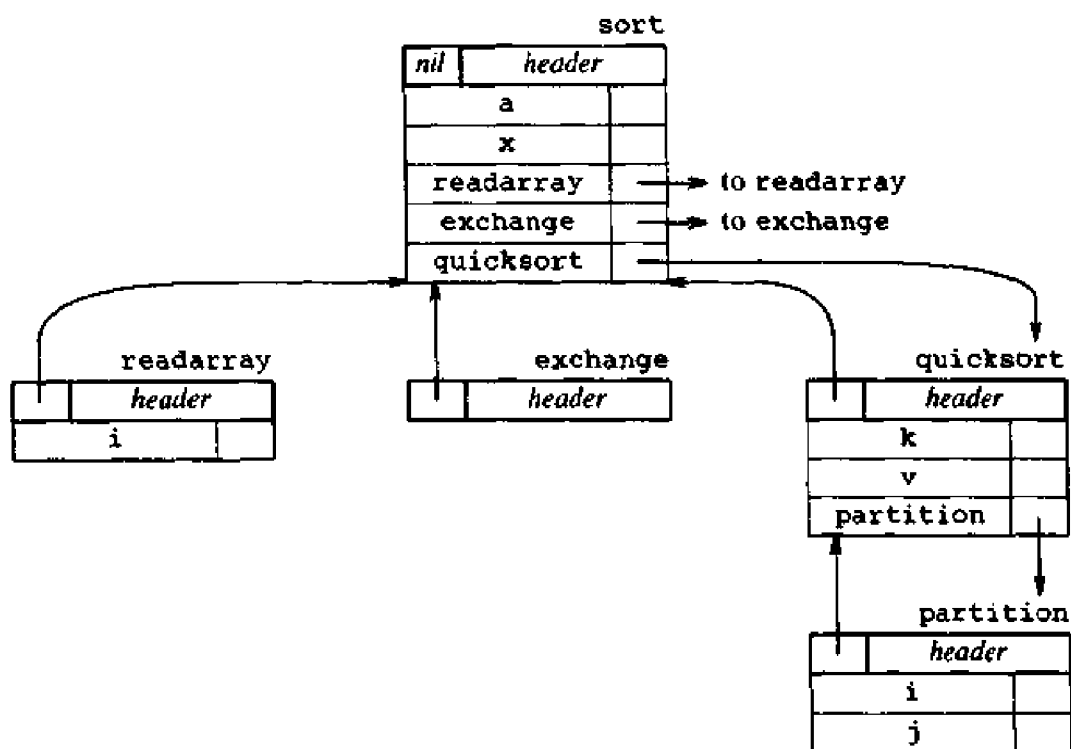 sort
nil header
a
x
readarray to readarray
exchange to exchange
quicksort
readarray exchange quicksort
header header header
i k
v
partition
partition
header
i
j